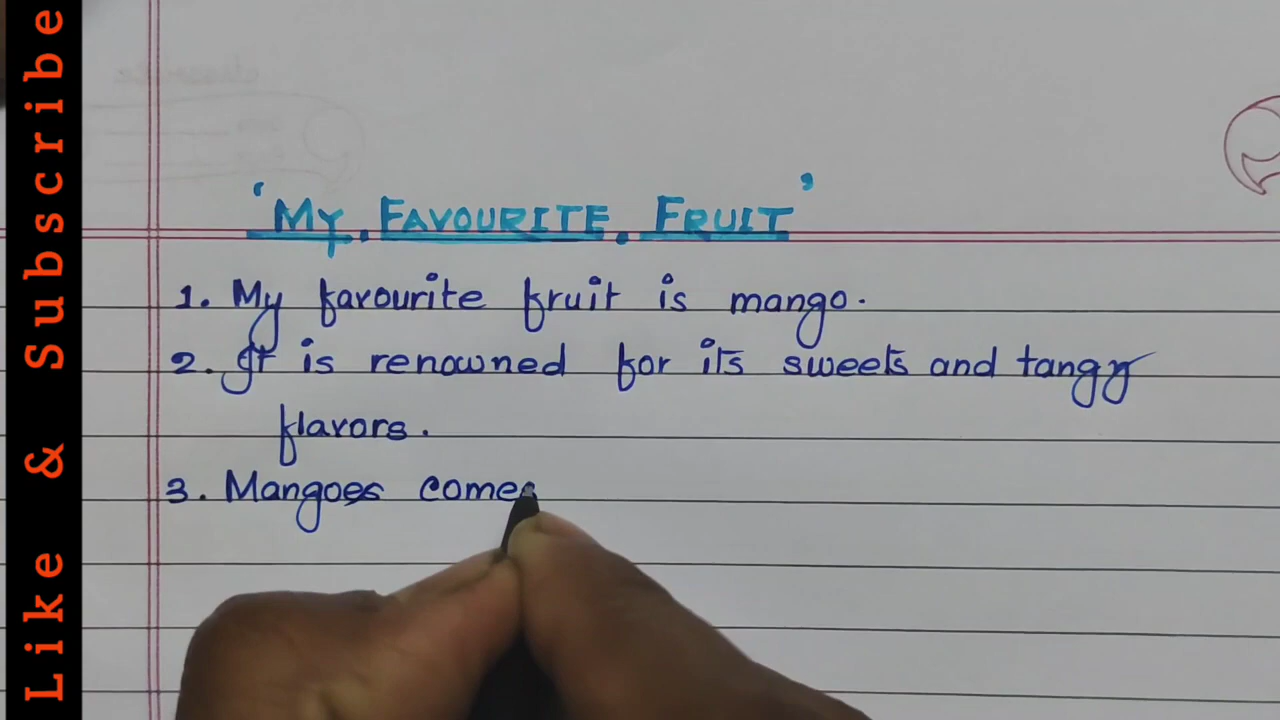 Like & Subscribe
'MY FAVOURITE FRUIT'
1. My favourite fruit is mango.
2. It is renowned for its sweets and tangy
flavors.
3. Mangoes comes